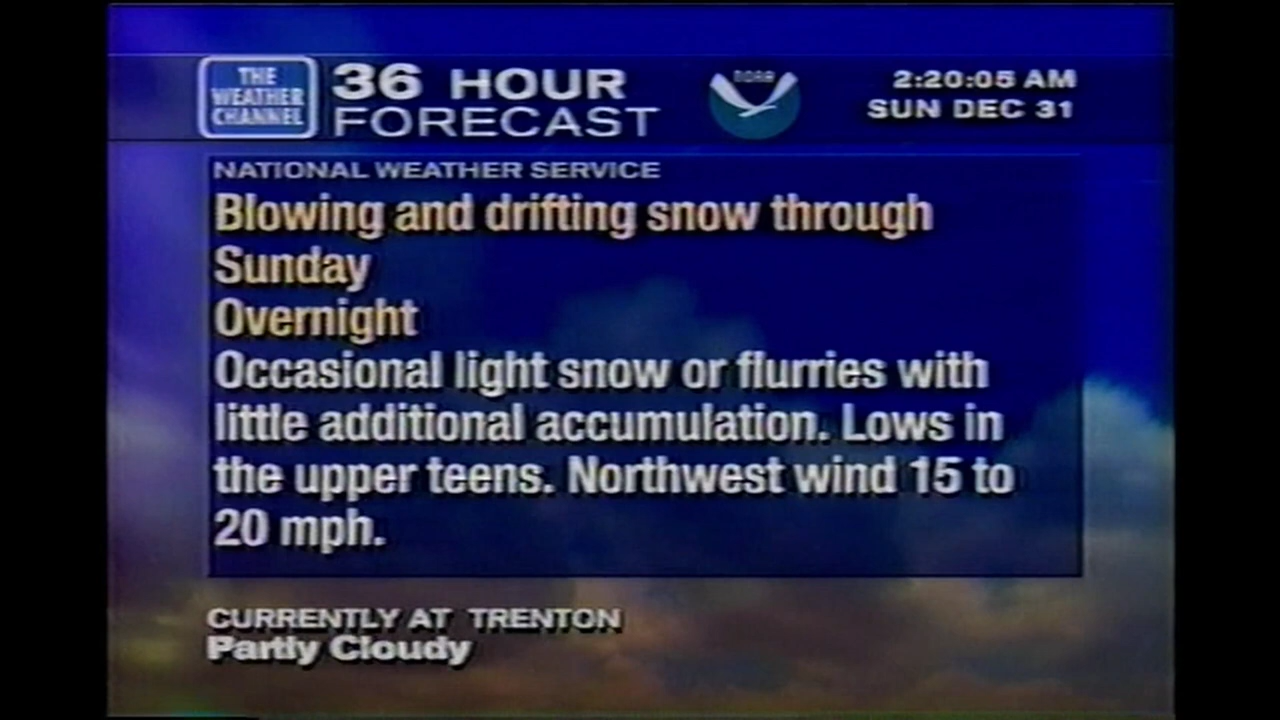 THE
WEATHER
CHANNEL
36 HOUR
FORECAST
NOAA
2:20:05 AM
SUN DEC 31
NATIONAL WEATHER SERVICE
Blowing and drifting snow through
Sunday
Overnight
Occasional light snow or flurries with
little additional accumulation. Lows in
the upper teens. Northwest wind 15 to
20 mph.
CURRENTLY AT TRENTON
Partly Cloudy